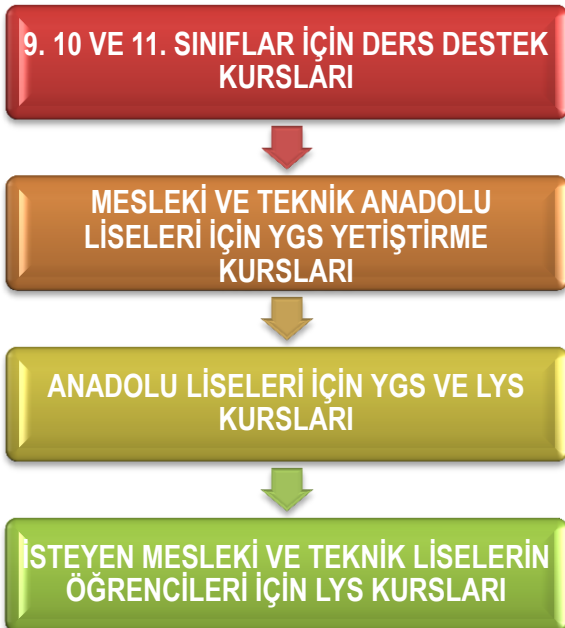 9. 10 VE 11. SINIFLAR İÇİN DERS DESTEK
KURSLARI
MESLEKİ VE TEKNİK ANADOLU
LİSELERİ İÇİN YGS YETİŞTİRME
KURSLARI
ANADOLU LİSELERİ İÇİN YGS VE LYS
KURSLARI
İSTEYEN MESLEKİ VE TEKNİK LİSELERİN
ÖĞRENCİLERİ İÇİN LYS KURSLARI